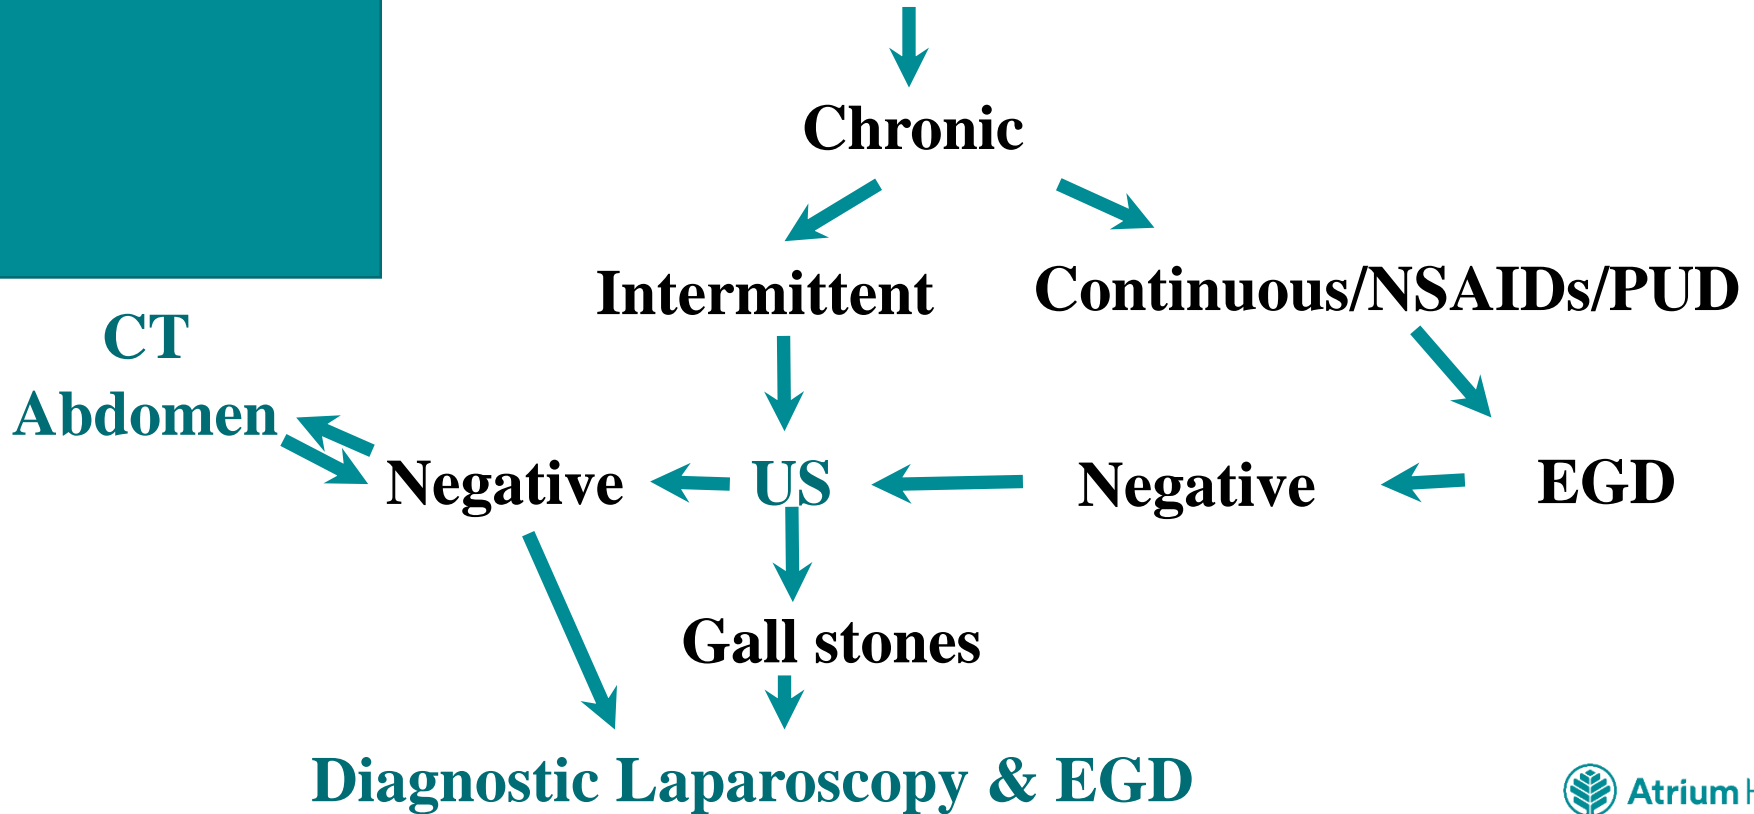 Chronic
Intermittent
Continuous/NSAIDs/PUD
CT
Abdomen
Negative
US
Negative
EGD
Gall stones
Diagnostic Laparoscopy & EGD
Atrium